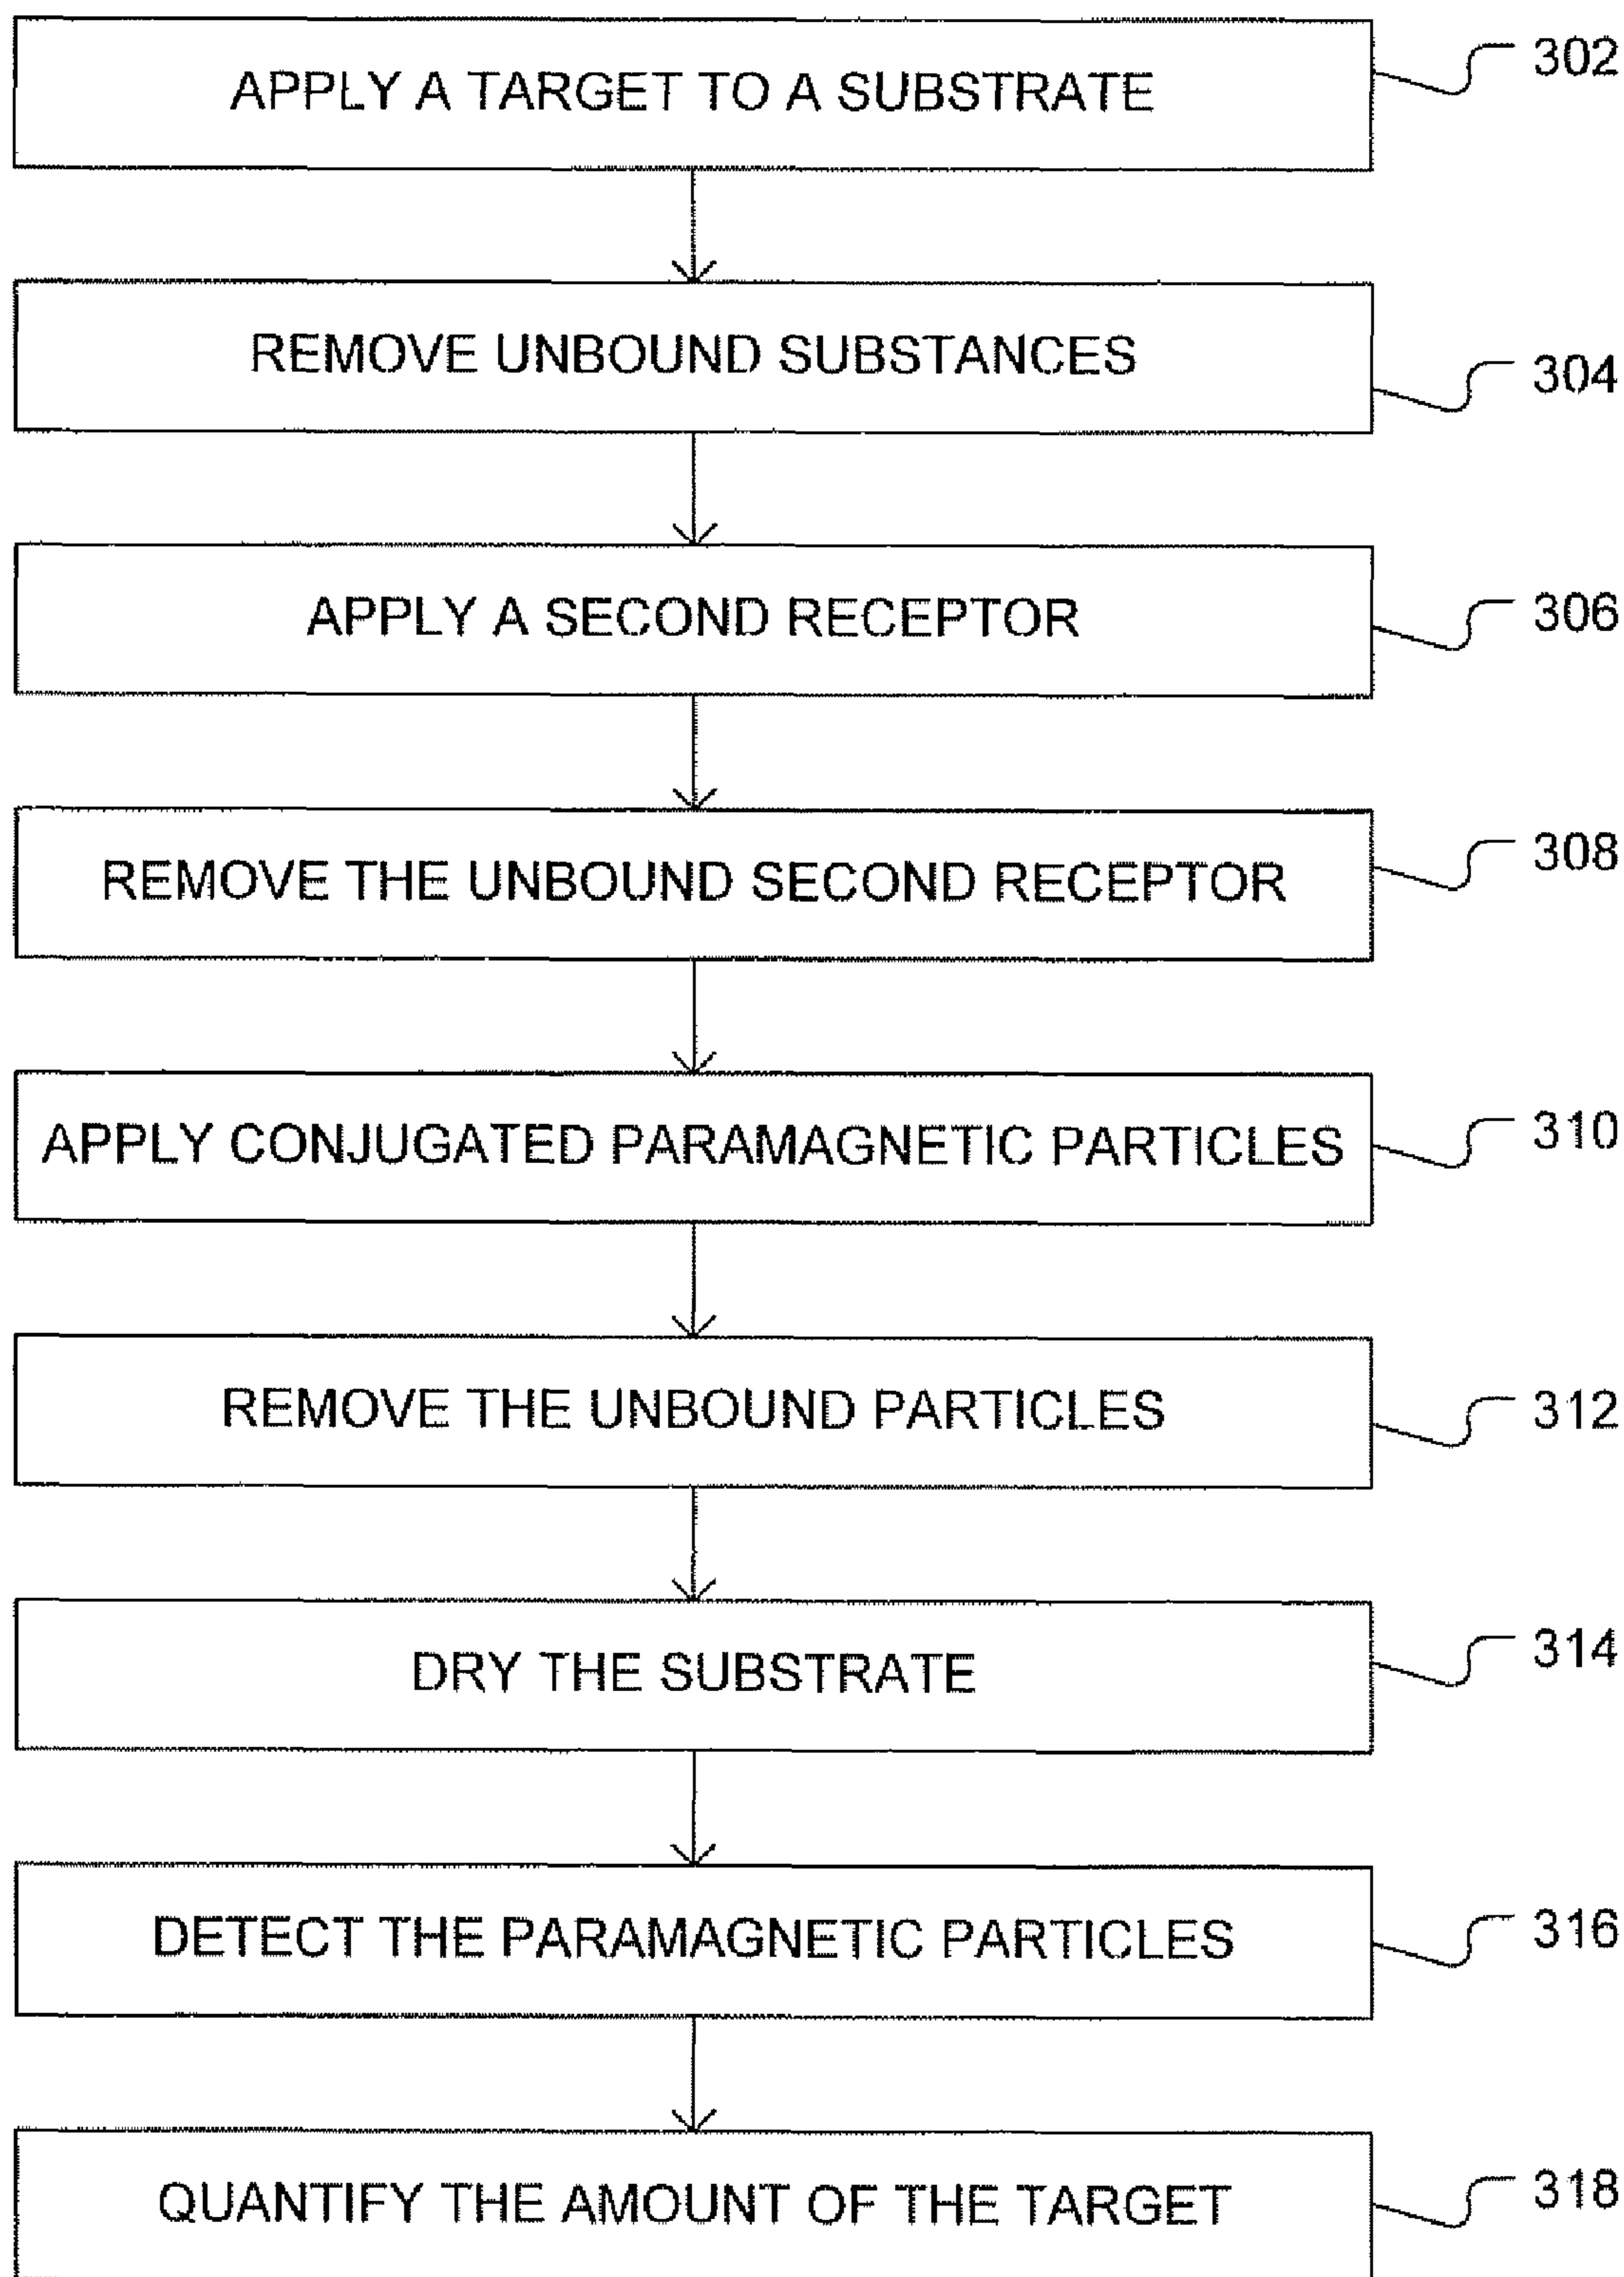 APPLY A TARGET TO A SUBSTRATE
302
REMOVE UNBOUND SUBSTANCES
304
APPLY A SECOND RECEPTOR
306
REMOVE THE UNBOUND SECOND RECEPTOR
308
APPLY CONJUGATED PARAMAGNETIC PARTICLES
310
REMOVE THE UNBOUND PARTICLES
312
DRY THE SUBSTRATE
314
DETECT THE PARAMAGNETIC PARTICLES
316
QUANTIFY THE AMOUNT OF THE TARGET
318